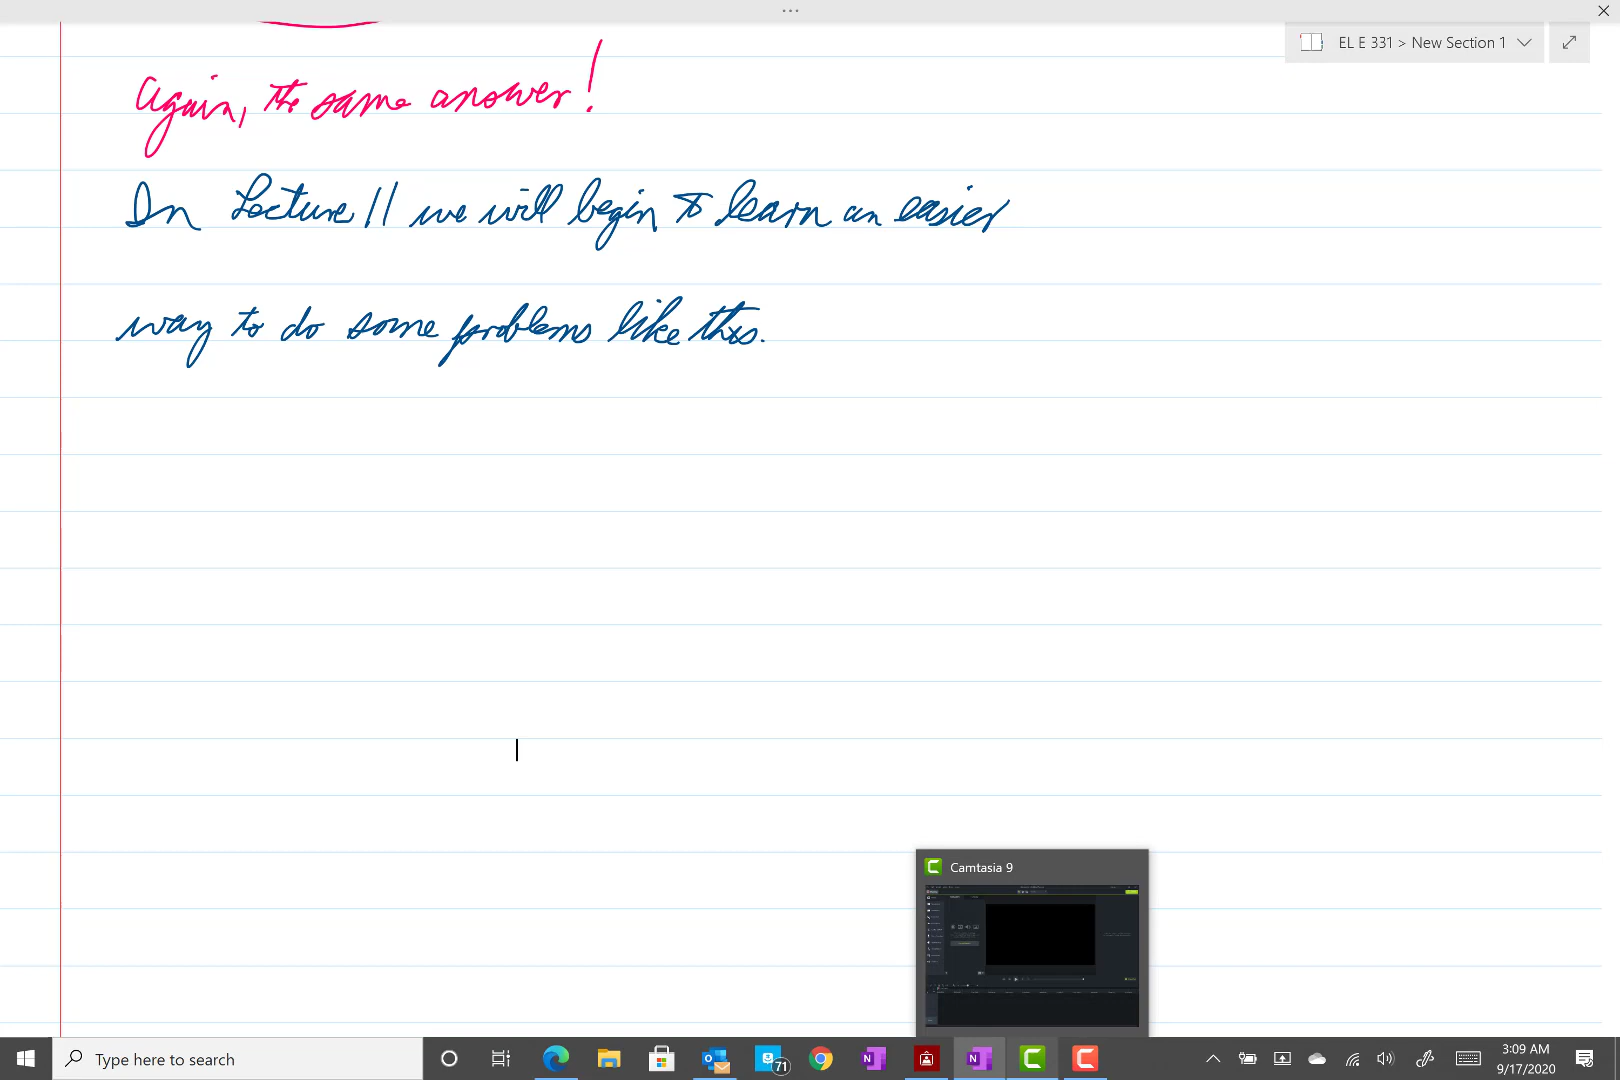 EL E 331 > New Section 1
Again, the same answer!
In Lecture 11 we will begin to learn an easier
way to do some problems like this.
Camtasia 9
Type here to search
71
3:09 AM
9/17/2020